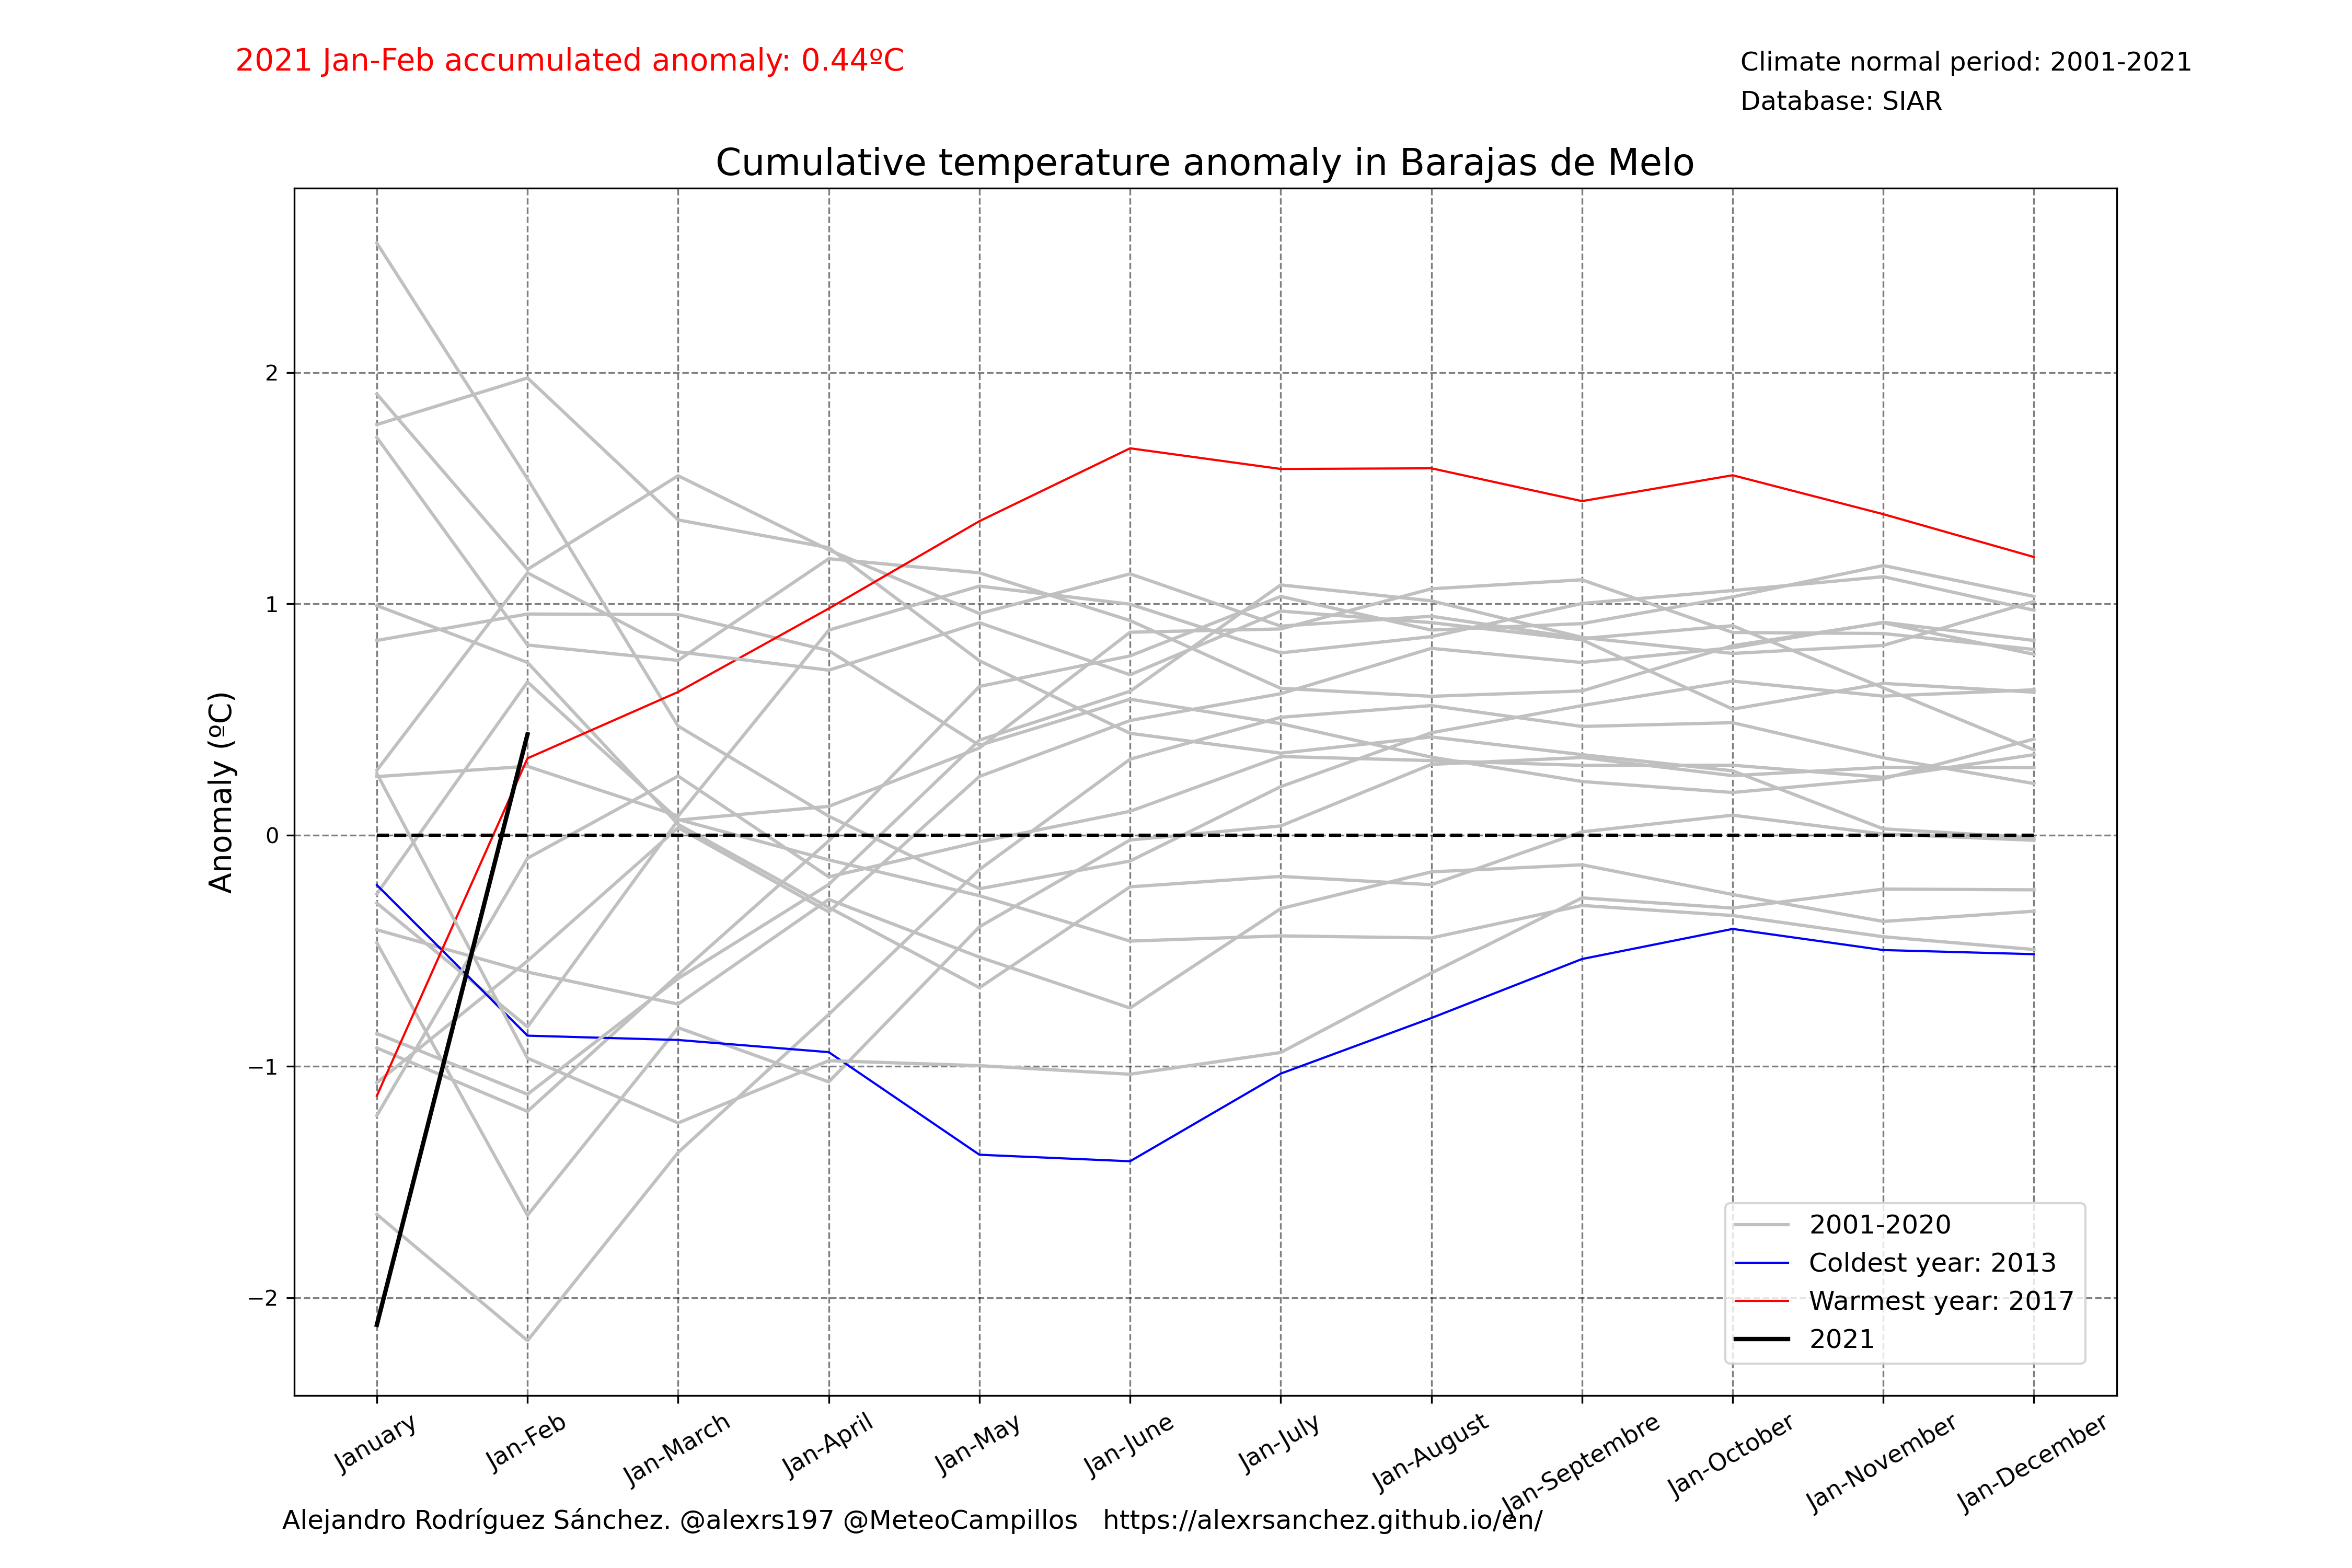 2021 Jan-Feb accumulated anomaly: 0.44ºC
Climate normal period: 2001-2021
Database: SIAR
Cumulative temperature anomaly in Barajas de Melo
Anomaly (ºC)
2
1
0
−1
−2
2001-2020
Coldest year: 2013
Warmest year: 2017
2021
January
Jan-Feb
Jan-March
Jan-April
Jan-May
Jan-June
Jan-July
Jan-August
Jan-Septembre
Jan-October
Jan-November
Jan-December
Alejandro Rodríguez Sánchez. @alexrs197 @MeteoCampillos https://alexrsanchez.github.io/en/